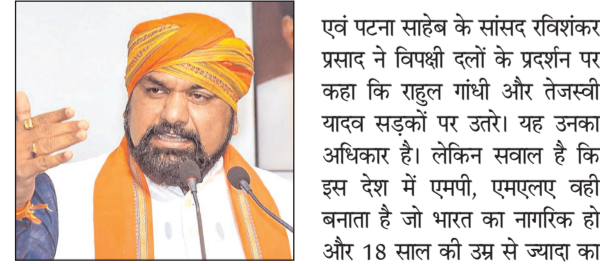 एवं पटना साहेब के सांसद रविशंकर
प्रसाद ने विपक्षी दलों के प्रदर्शन पर
कहा कि राहुल गांधी और तेजस्वी
यादव सड़कों पर उतरे। यह उनका
अधिकार है। लेकिन सवाल है कि
इस देश में एमपी, एमएलए वही
बनाता है जो भारत का नागरिक हो
और 18 साल की उम्र से ज्यादा का